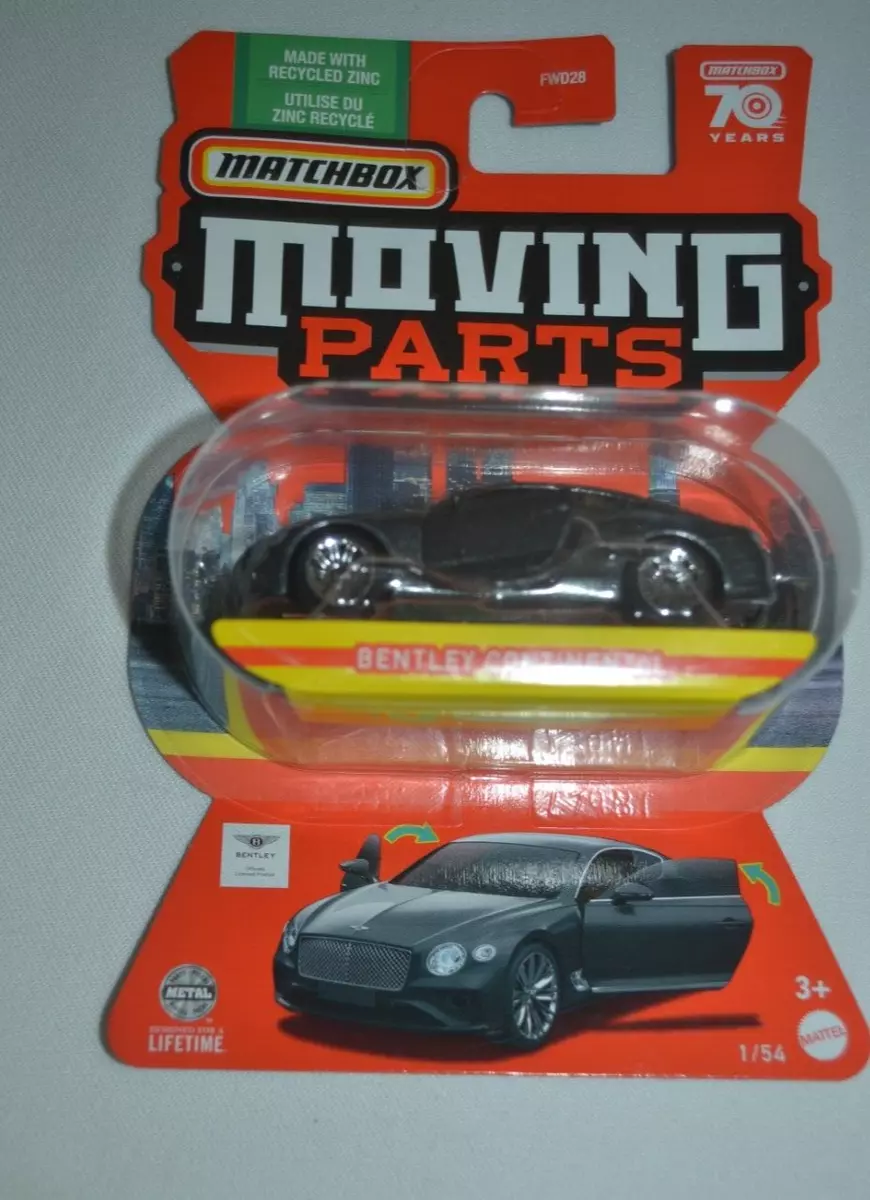 MADE WITH
RECYCLED ZINC
UTILISE DU
ZINC RECYCLÉ
FWD28
MATCHBOX
70
YEARS
MATCHBOX
MOVING
PARTS
BENTLEY CONTINENTAL
BENTLEY
METAL
LIFETIME
3+
1/54
MATTEL